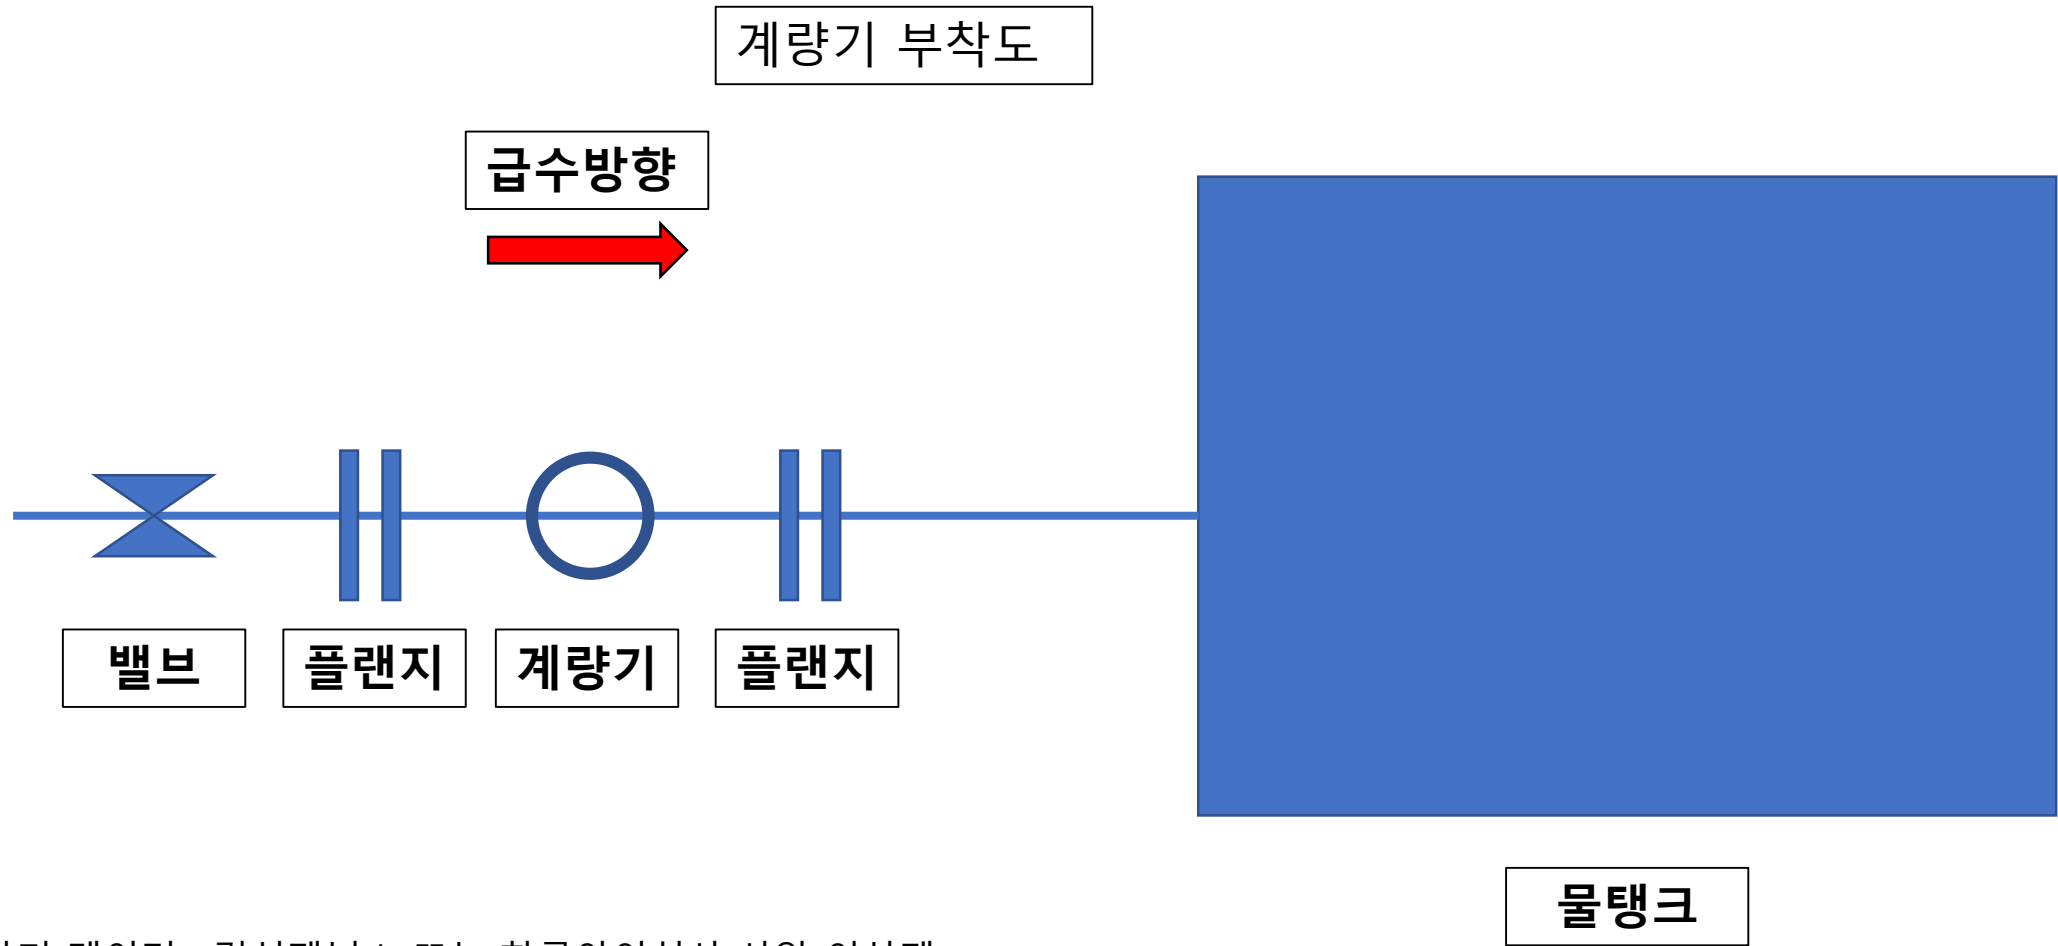 계량기 부착도
급수방향
밸브
플랜지
계량기
플랜지
물탱크